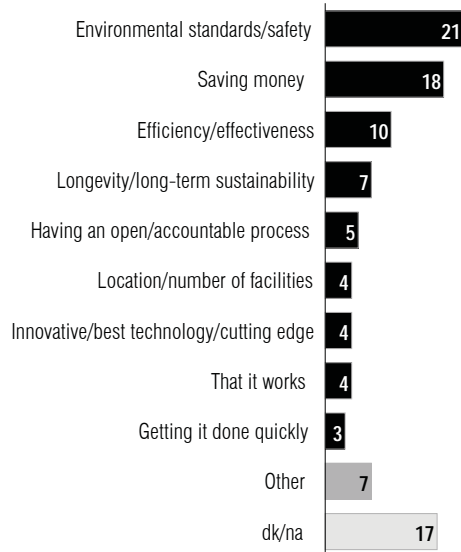 Environmental standards/safety 21
Saving money 18
Efficiency/effectiveness 10
Longevity/long-term sustainability 7
Having an open/accountable process 5
Location/number of facilities 4
Innovative/best technology/cutting edge 4
That it works 4
Getting it done quickly 3
Other 7
dk/na 17